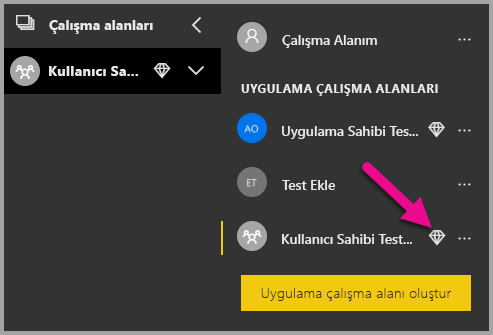 Çalışma alanları
Kullanıcı Sa...
Çalışma Alanım
UYGULAMA ÇALIŞMA ALANLARI
AO Uygulama Sahibi Tes...
ET Test Ekle
Kullanıcı Sahibi Test...
Uygulama çalışma alanı oluştur